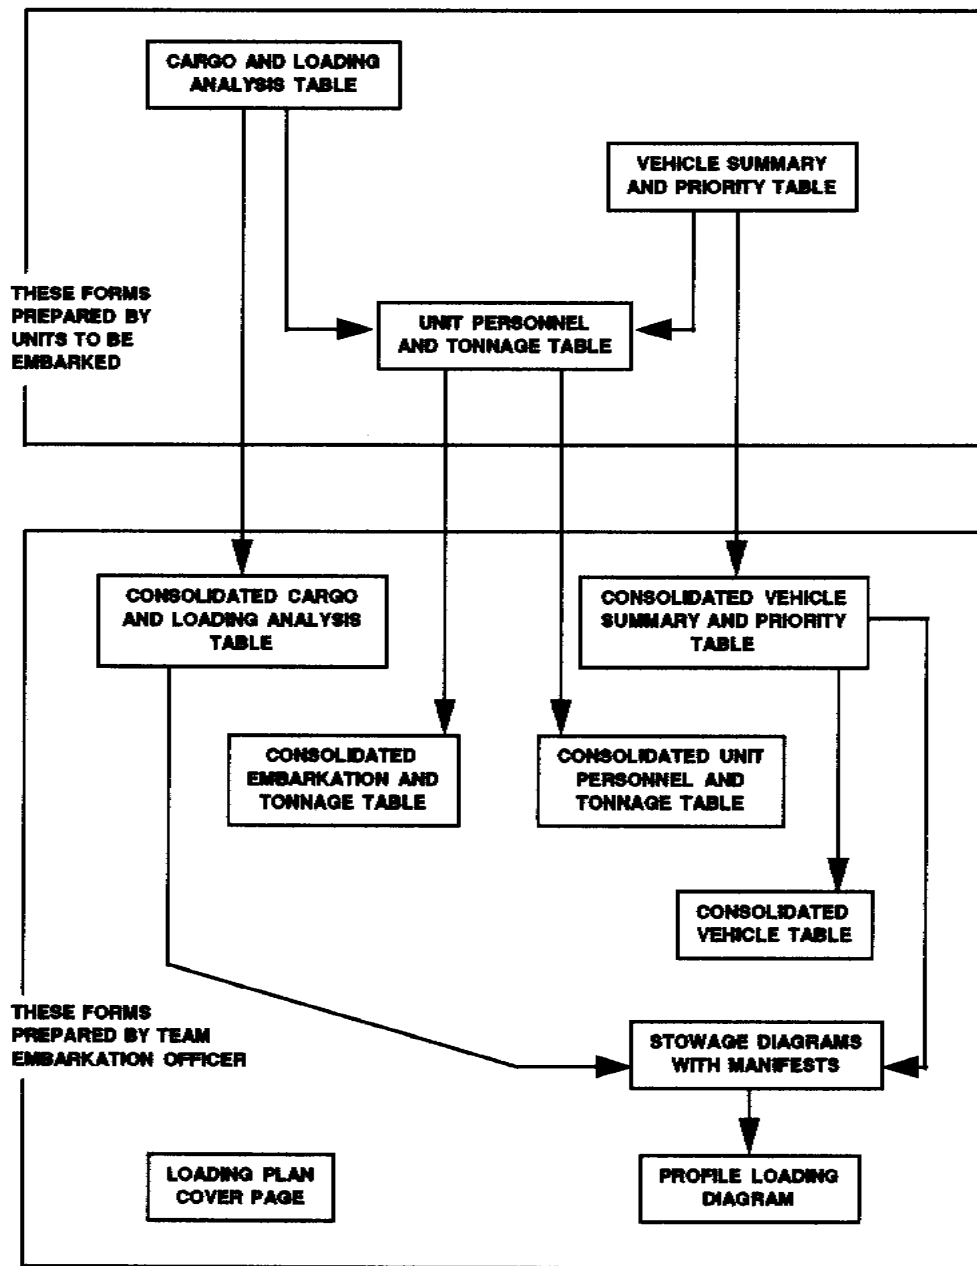 CARGO AND LOADING
ANALYSIS TABLE
VEHICLE SUMMARY
AND PRIORITY TABLE
THESE FORMS
PREPARED BY
UNITS TO BE
EMBARKED
UNIT PERSONNEL
AND TONNAGE TABLE
CONSOLIDATED CARGO
AND LOADING ANALYSIS
TABLE
CONSOLIDATED VEHICLE
SUMMARY AND PRIORITY
TABLE
CONSOLIDATED
EMBARKATION AND
TONNAGE TABLE
CONSOLIDATED UNIT
PERSONNEL AND
TONNAGE TABLE
CONSOLIDATED
VEHICLE TABLE
THESE FORMS
PREPARED BY TEAM
EMBARKATION OFFICER
STOWAGE DIAGRAMS
WITH MANIFESTS
LOADING PLAN
COVER PAGE
PROFILE LOADING
DIAGRAM